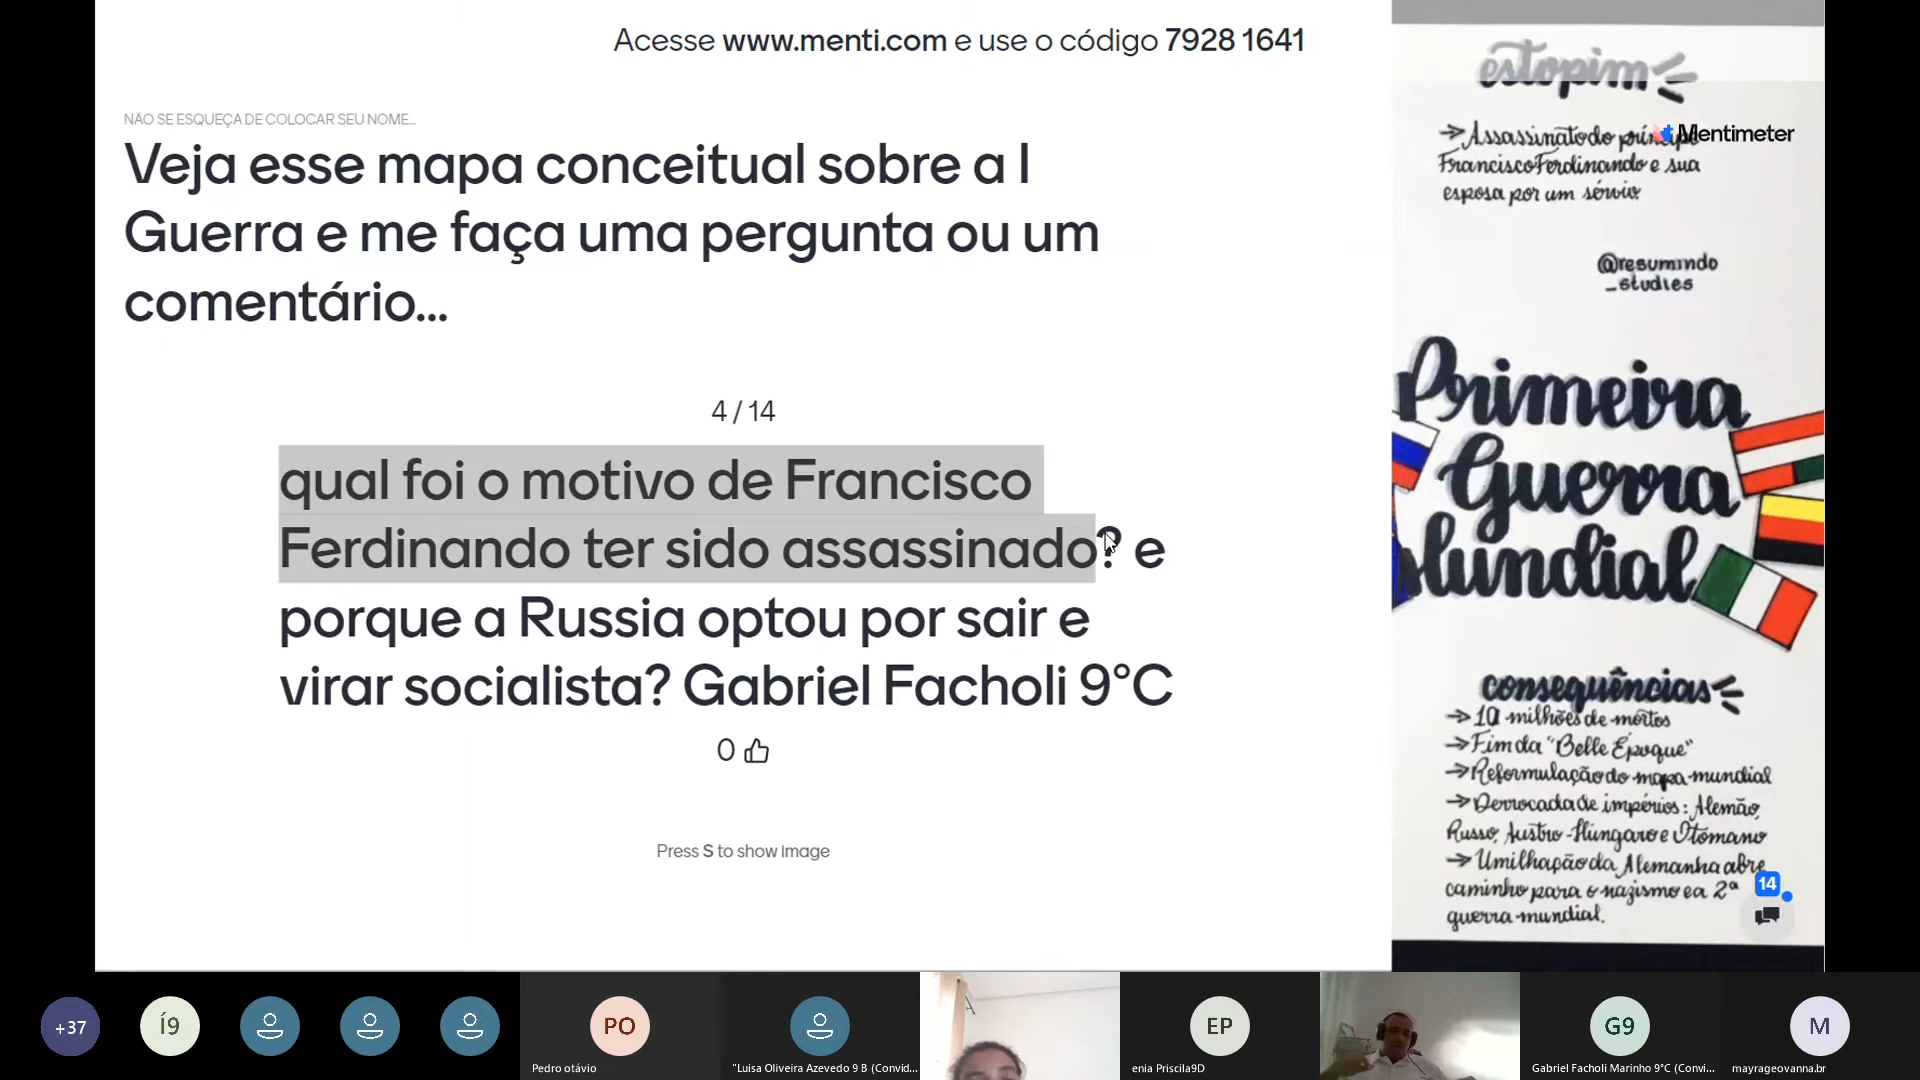 Acesse www.menti.com e use o código 7928 1641
NÃO SE ESQUEÇA DE COLOCAR SEU NOME...
Veja esse mapa conceitual sobre a I
Guerra e me faça uma pergunta ou um
comentário...
4 / 14
qual foi o motivo de Francisco
Ferdinando ter sido assassinado? e
porque a Russia optou por sair e
virar socialista? Gabriel Facholi 9°C
0
Press S to show image
estopim
Mentimeter
→ Assassinato do príncipe
Francisco Ferdinando e sua
esposa por um sérvio
@resumindo
_studies
Primeira
Guerra
Mundial
consequências
→ 10 milhões de mortos
→ Fim da "Belle Époque"
→ Reformulação do mapa-mundial
→ Derrocada de impérios: Alemão,
Russo, Austro-Húngaro e Otomano
→ Umilhação da Alemanha abre
caminho para o nazismo e a 2ª
guerra mundial.
14
+37
Í9
PO
EP
G9
M
Pedro otávio
"Luisa Oliveira Azevedo 9 B (Convid...
enia Priscila9D
Gabriel Facholi Marinho 9°C (Convi...
mayrageovanna.br